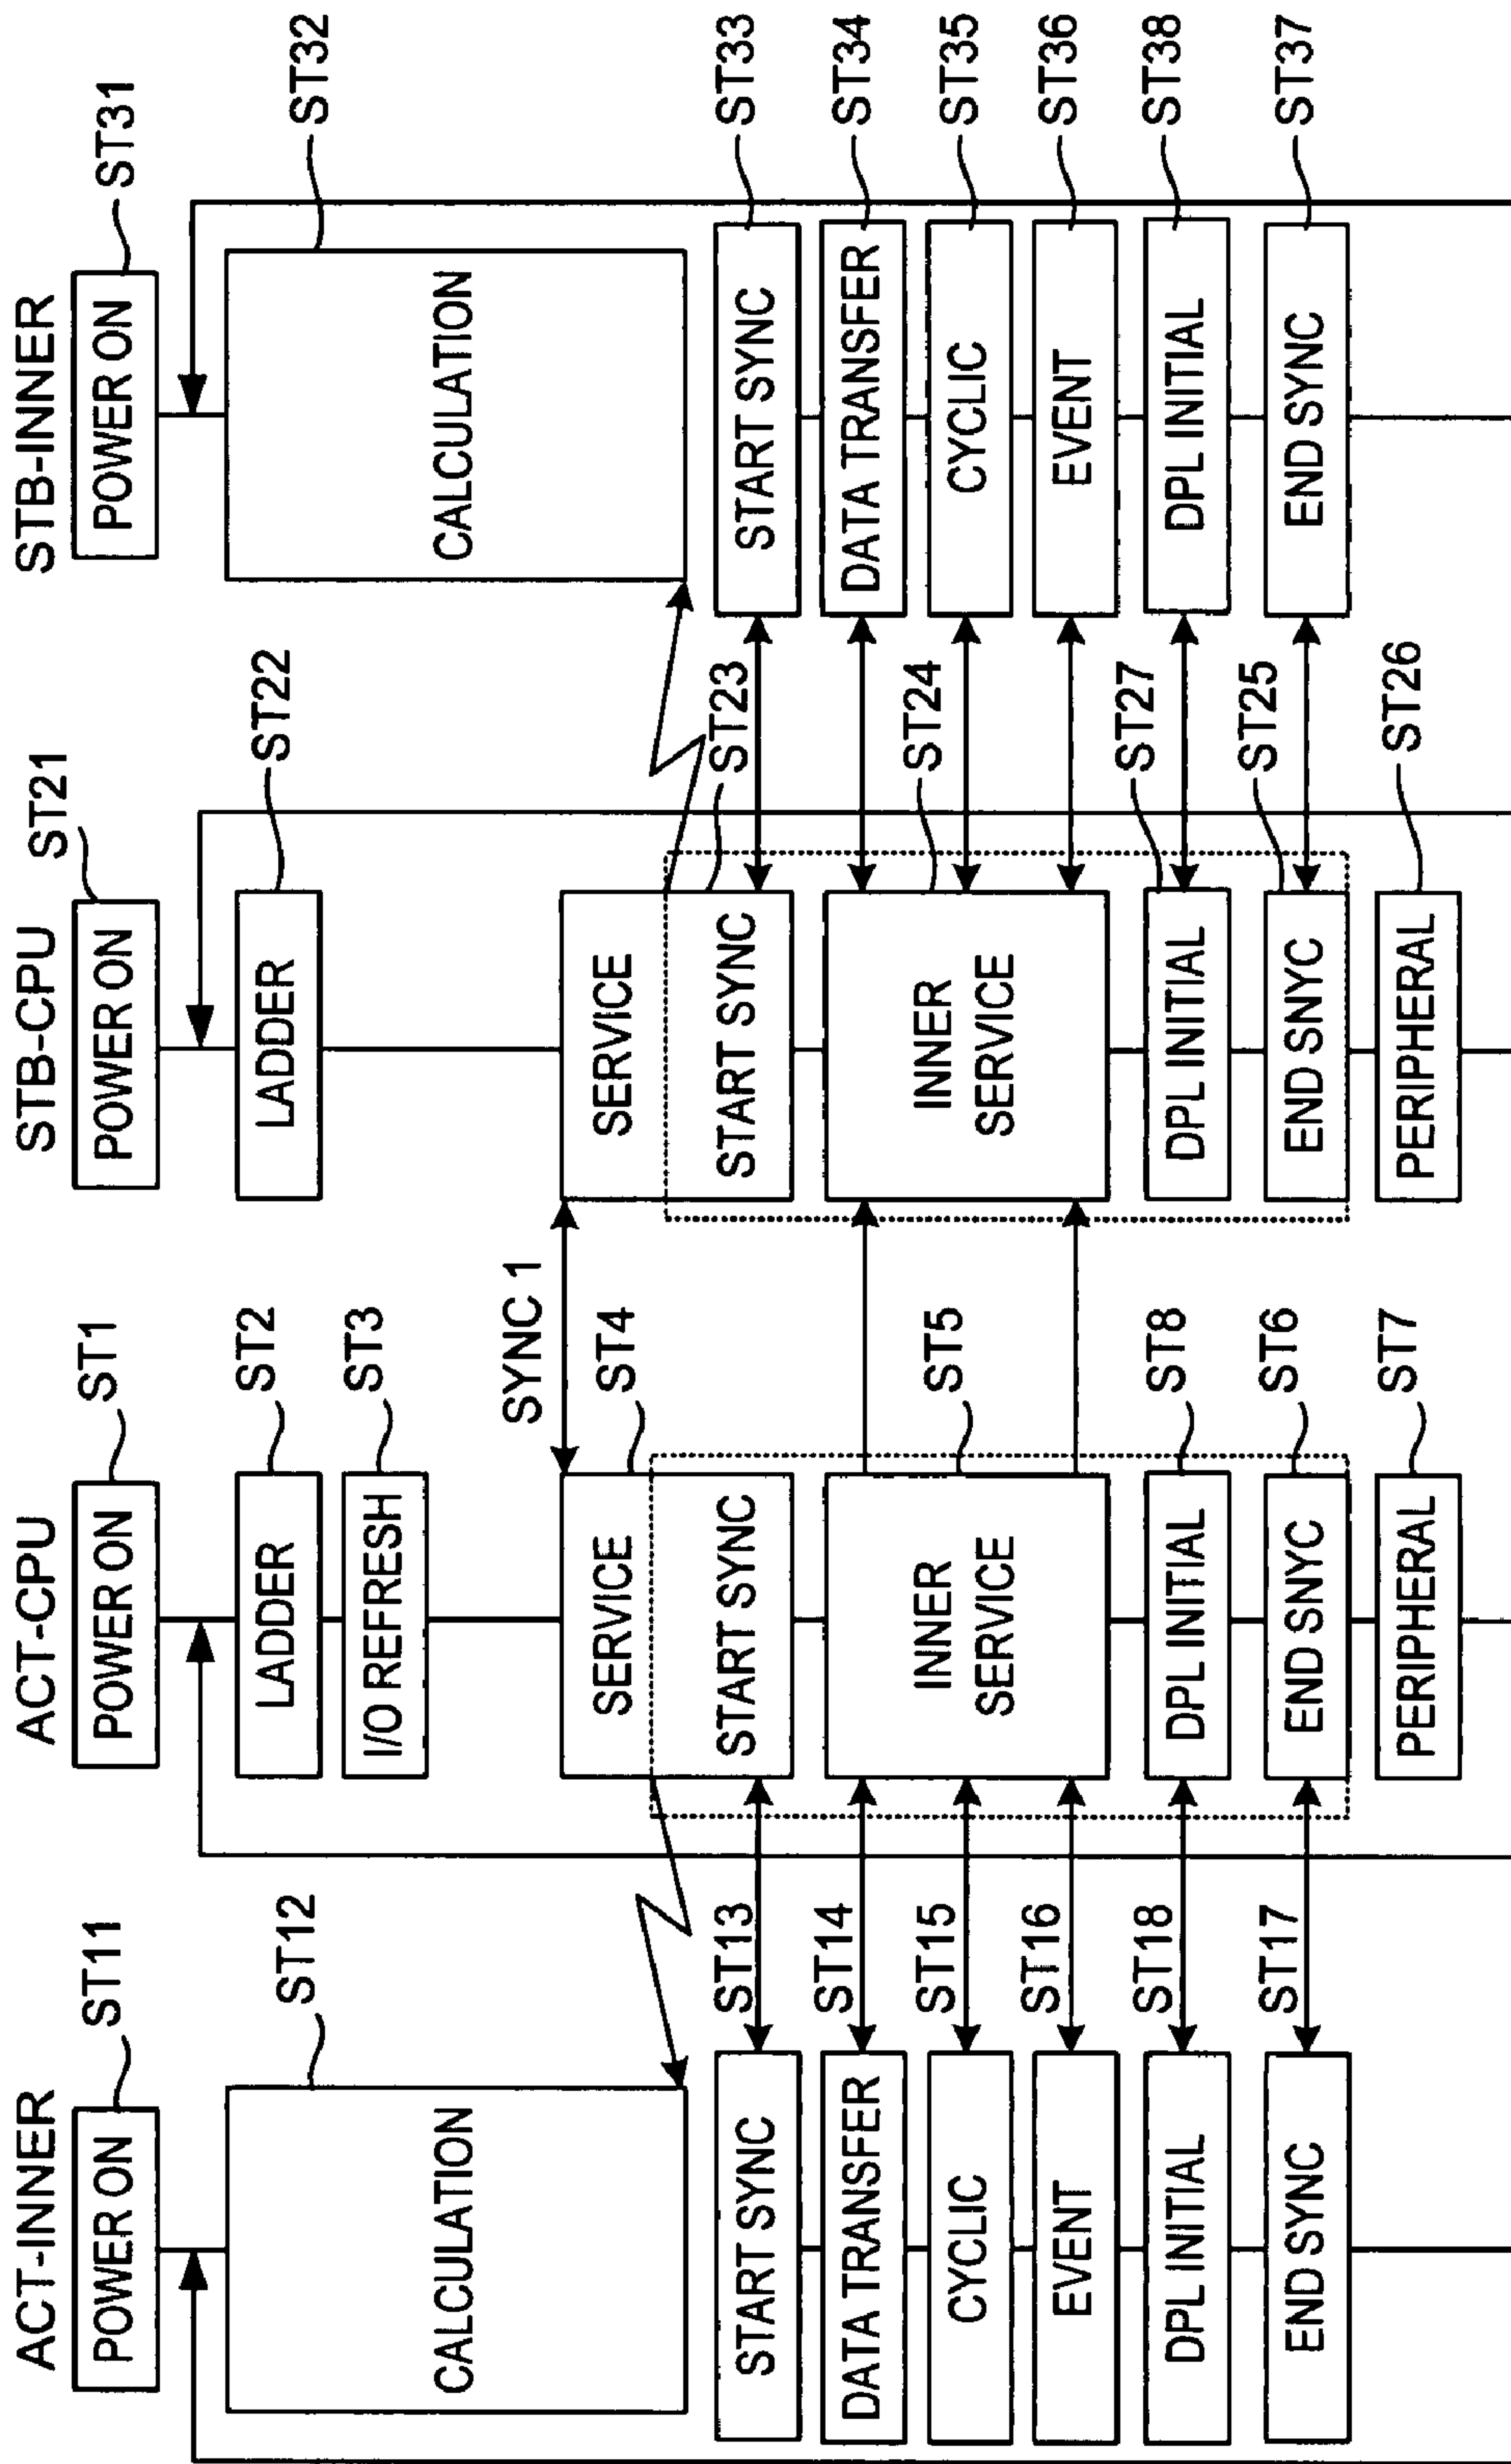 ACT-INNER
POWER ON
ST11
CALCULATION
ST12
START SYNC
ST13
DATA TRANSFER
ST14
CYCLIC
ST15
EVENT
ST16
DPL INITIAL
ST18
END SYNC
ST17
ACT-CPU
POWER ON
ST1
LADDER
ST2
I/O REFRESH
ST3
SYNC 1
SERVICE
ST4
START SYNC
INNER
SERVICE
ST5
DPL INITIAL
ST8
END SNYC
ST6
PERIPHERAL
ST7
STB-CPU
POWER ON
ST21
LADDER
ST22
SERVICE
START SYNC
ST23
INNER
SERVICE
ST24
DPL INITIAL
ST27
END SNYC
ST25
PERIPHERAL
ST26
STB-INNER
POWER ON
ST31
CALCULATION
ST32
START SYNC
ST33
DATA TRANSFER
ST34
CYCLIC
ST35
EVENT
ST36
DPL INITIAL
ST38
END SYNC
ST37